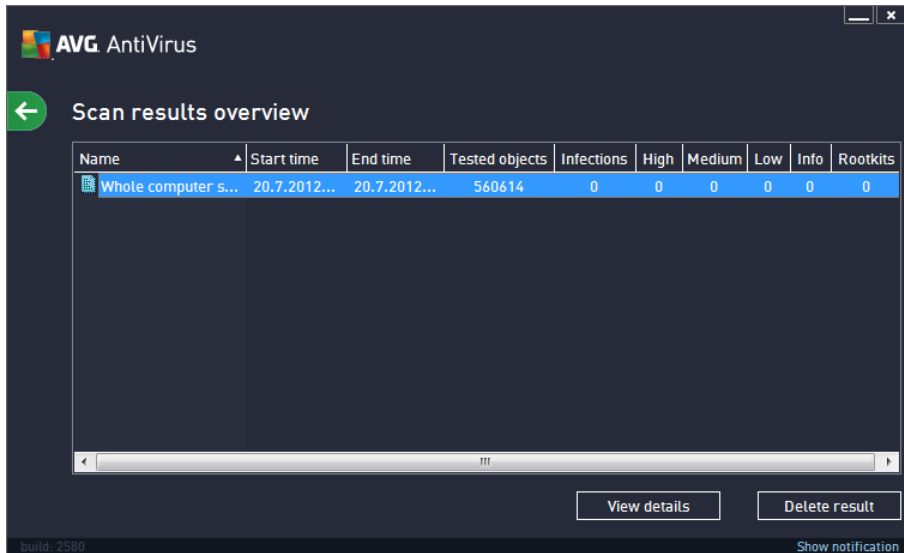 AVG AntiVirus
Scan results overview
Name Start time End time Tested objects Infections High Medium Low Info Rootkits
Whole computer s... 20.7.2012... 20.7.2012... 560614 0 0 0 0 0 0
View details Delete result
build: 2580 Show notification